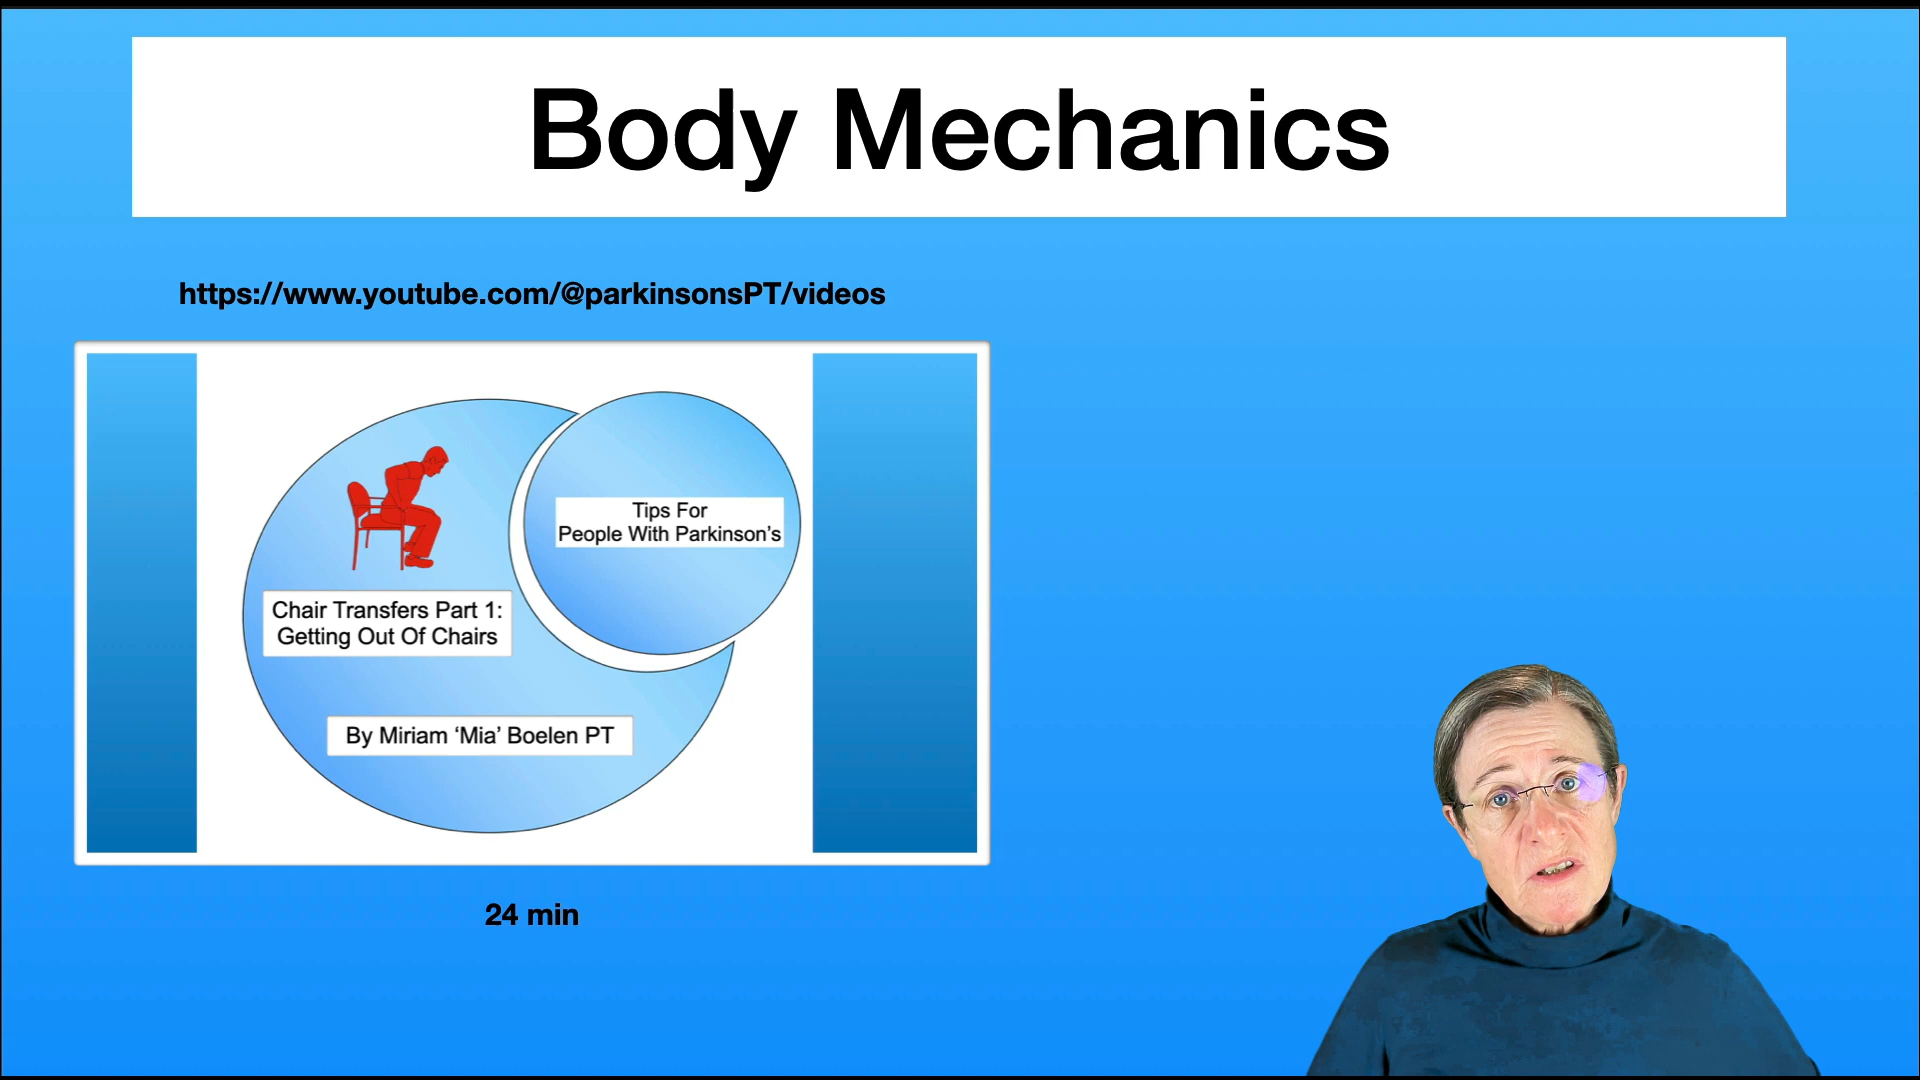 Body Mechanics
https://www.youtube.com/@parkinsonsPT/videos
Tips For
People With Parkinson's
Chair Transfers Part 1:
Getting Out Of Chairs
By Miriam ‘Mia’ Boelen PT
24 min